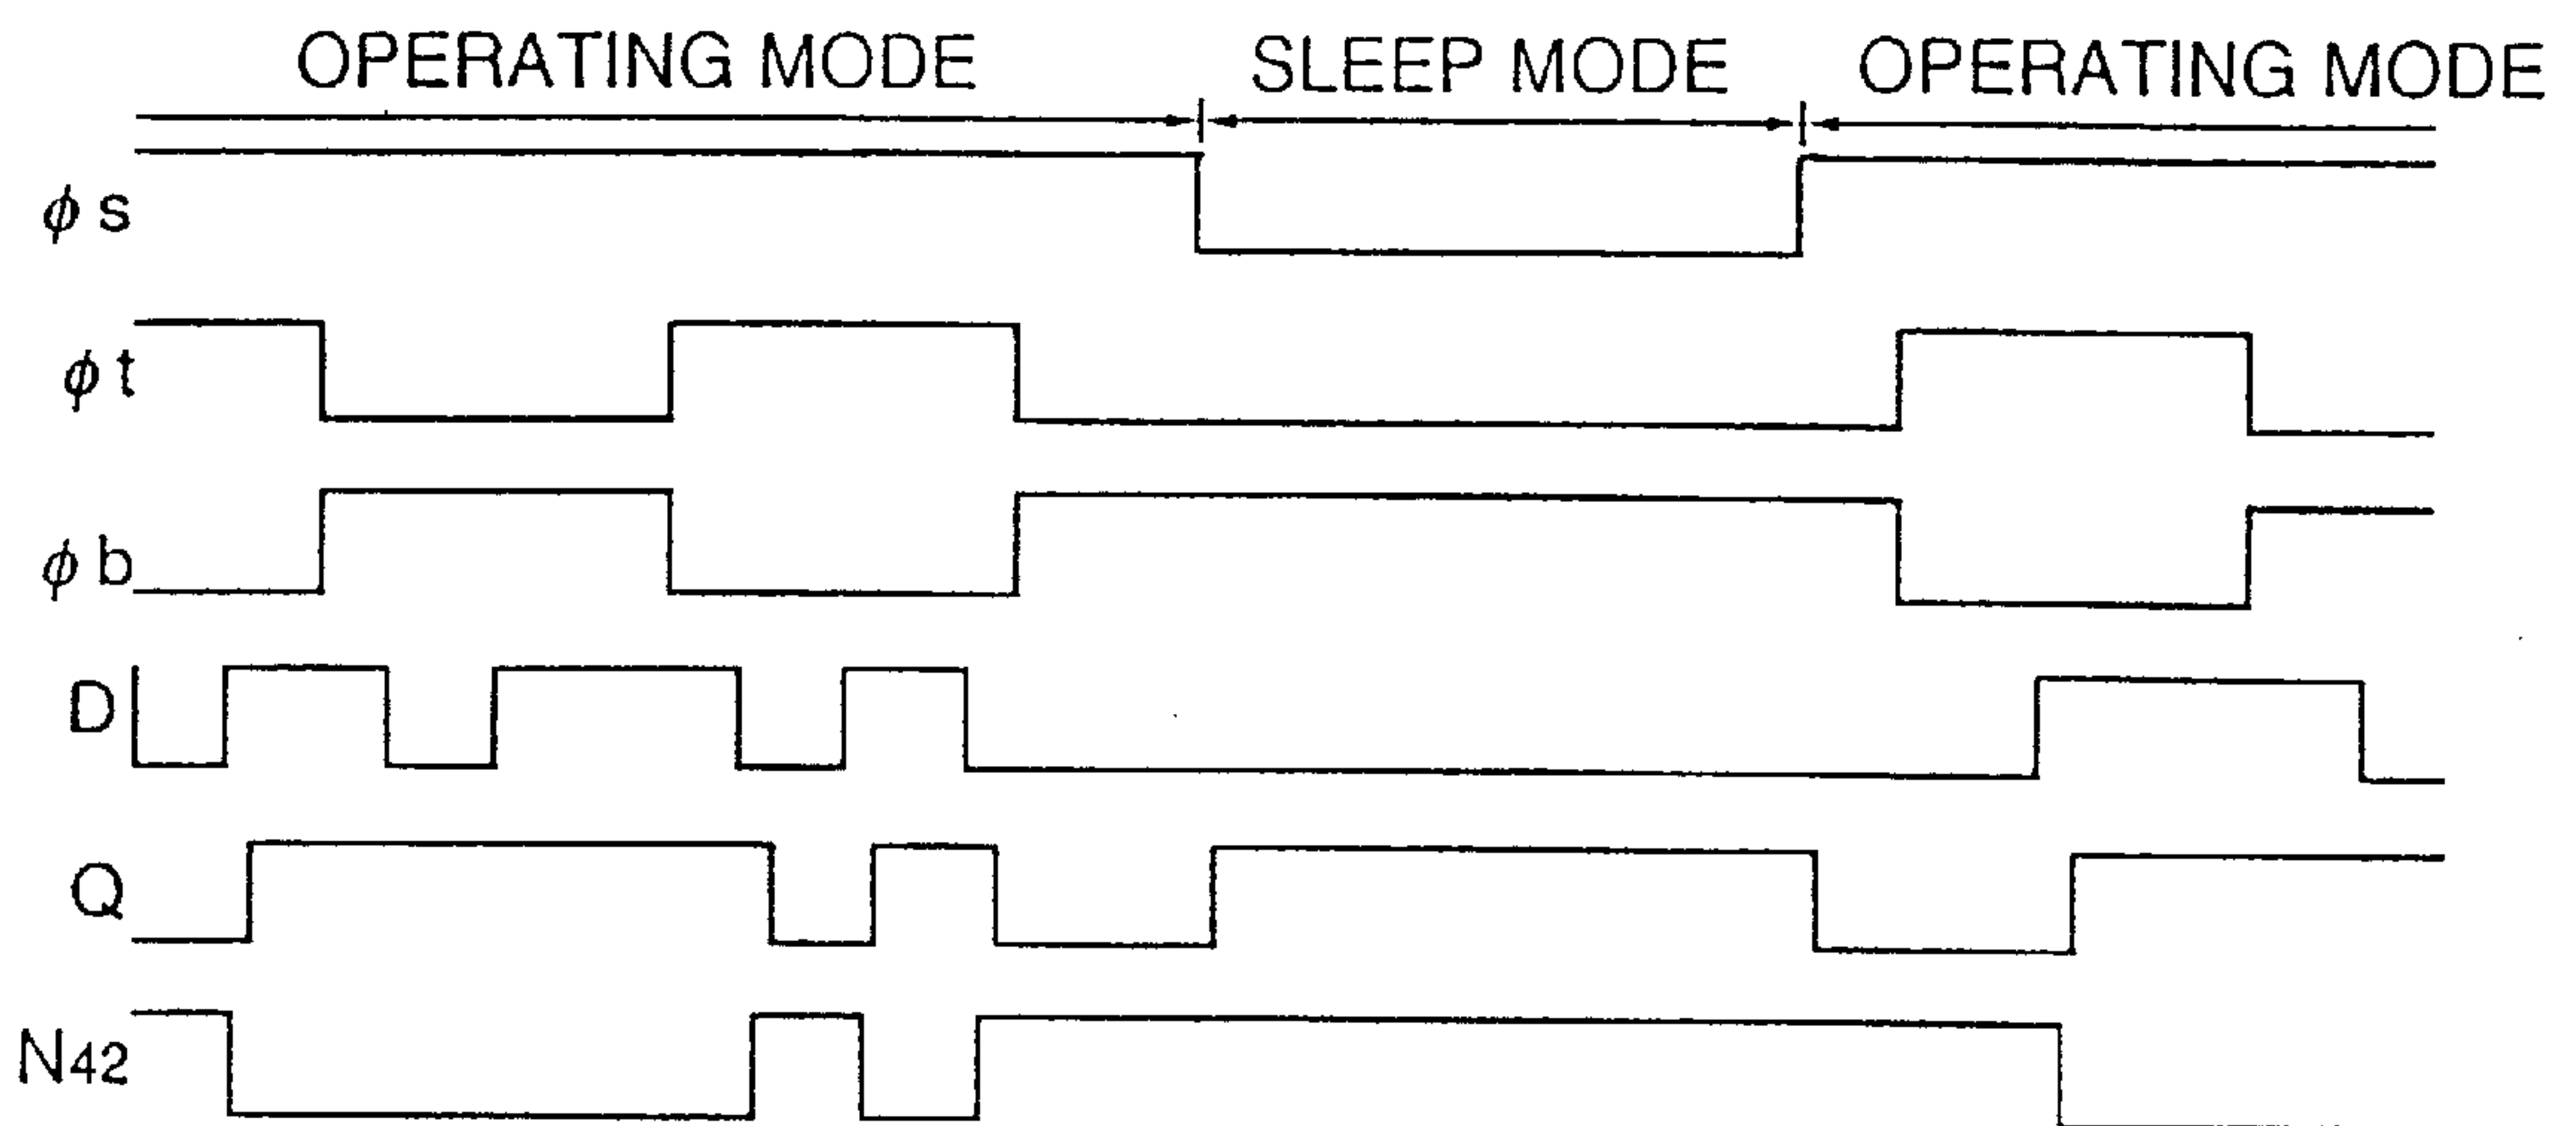 OPERATING MODE SLEEP MODE OPERATING MODE
ϕ s
ϕ t
ϕ b
D
Q
N42